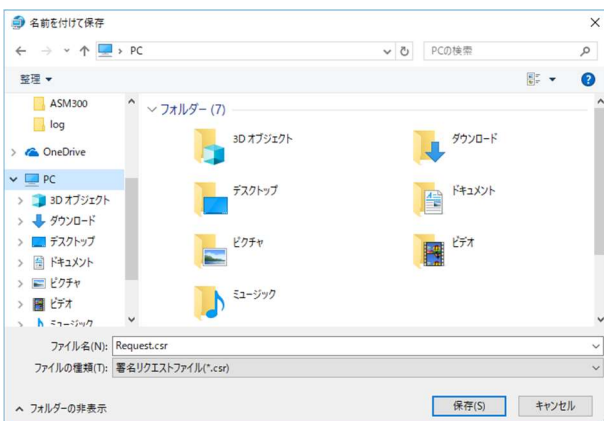 名前を付けて保存
PC
PCの検索
整理
ASM300
log
OneDrive
PC
3D オブジェクト
ダウンロード
デスクトップ
ドキュメント
ピクチャ
ビデオ
ミュージック
フォルダー (7)
3D オブジェクト
ダウンロード
デスクトップ
ドキュメント
ピクチャ
ビデオ
ミュージック
ファイル名(N): Request.csr
ファイルの種類(T): 署名リクエストファイル(*.csr)
フォルダーの非表示
保存(S)
キャンセル